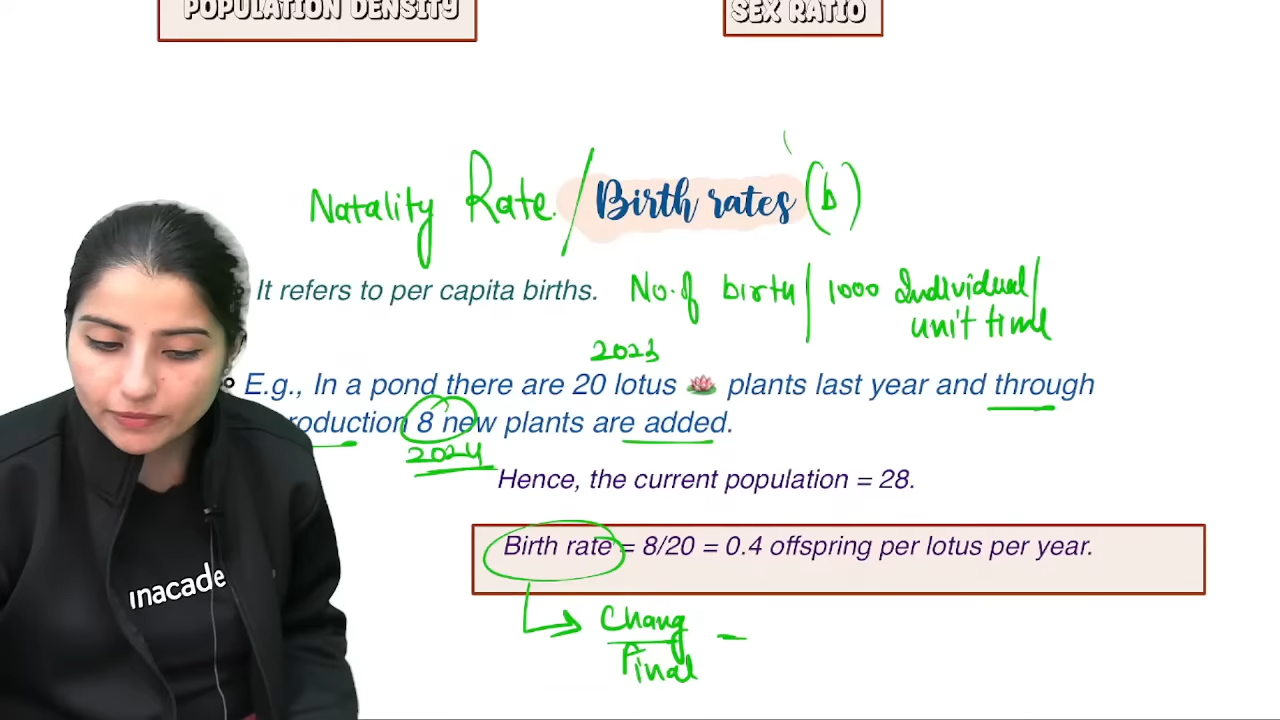 POPULATION DENSITY
SEX RATIO
Natality Rate / Birth rates (b)
It refers to per capita births. No. of birth / 1000 Individual /
unit time
2023
E.g., In a pond there are 20 lotus 🪷 plants last year and through
roduction 8 new plants are added.
2024
Hence, the current population = 28.
Birth rate = 8/20 = 0.4 offspring per lotus per year.
Chang
Final
unacade